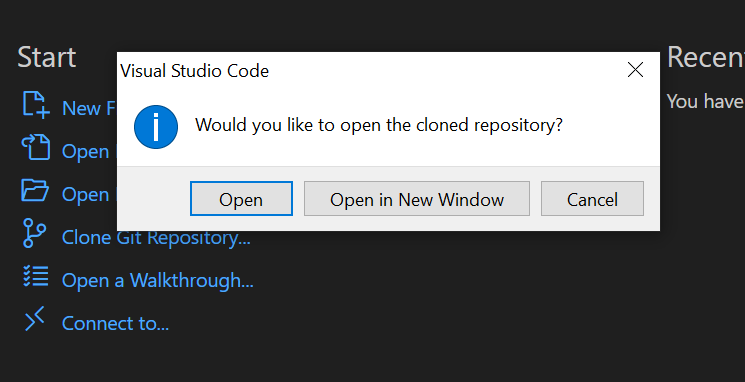 Start
Recen
Visual Studio Code
New F
You have
Would you like to open the cloned repository?
Open
Open
Open
Open in New Window
Cancel
Clone Git Repository...
Open a Walkthrough...
Connect to...